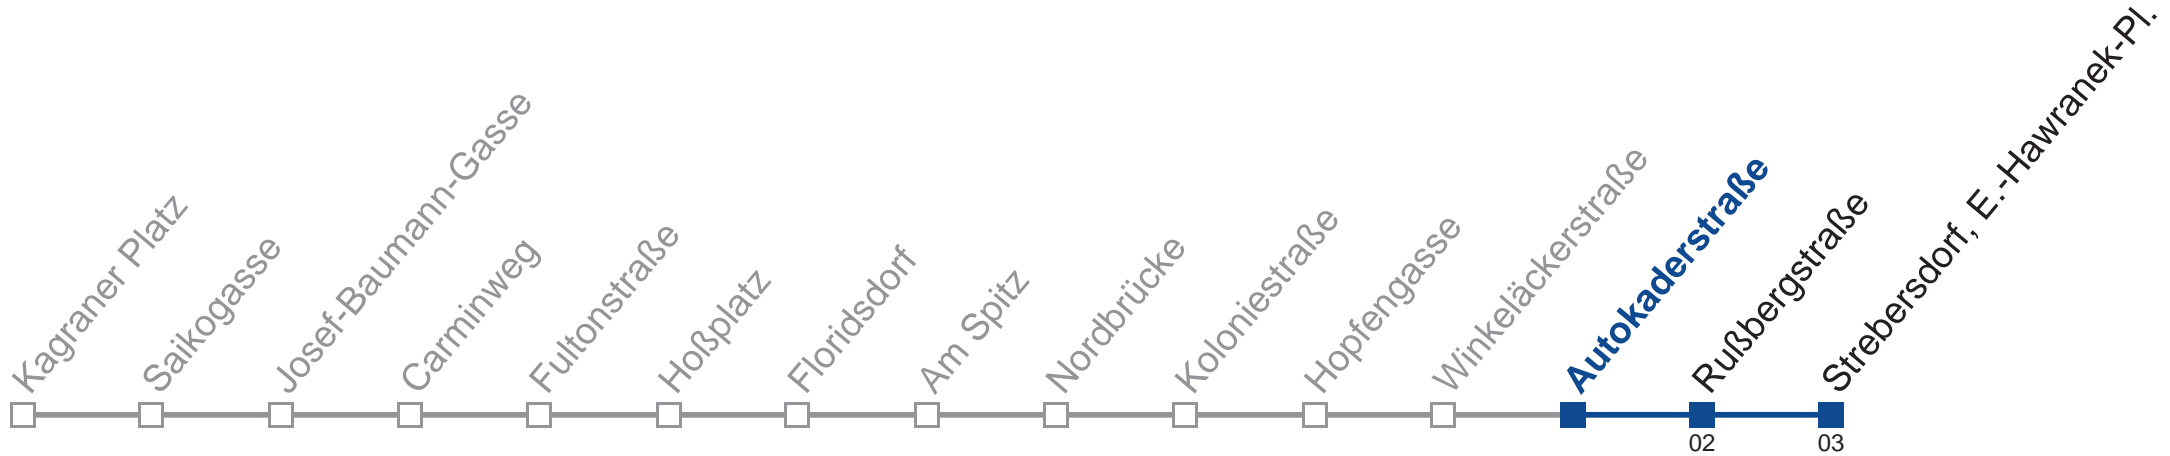 Kagraner Platz
Saikogasse
Josef-Baumann-Gasse
Carminweg
Fultonstraße
Hoßplatz
Floridsdorf
Am Spitz
Nordbrücke
Koloniestraße
Hopfengasse
Winkeläckerstraße
Autokaderstraße
Rußbergstraße
Strebersdorf, E.-Hawranek-Pl.
02
03